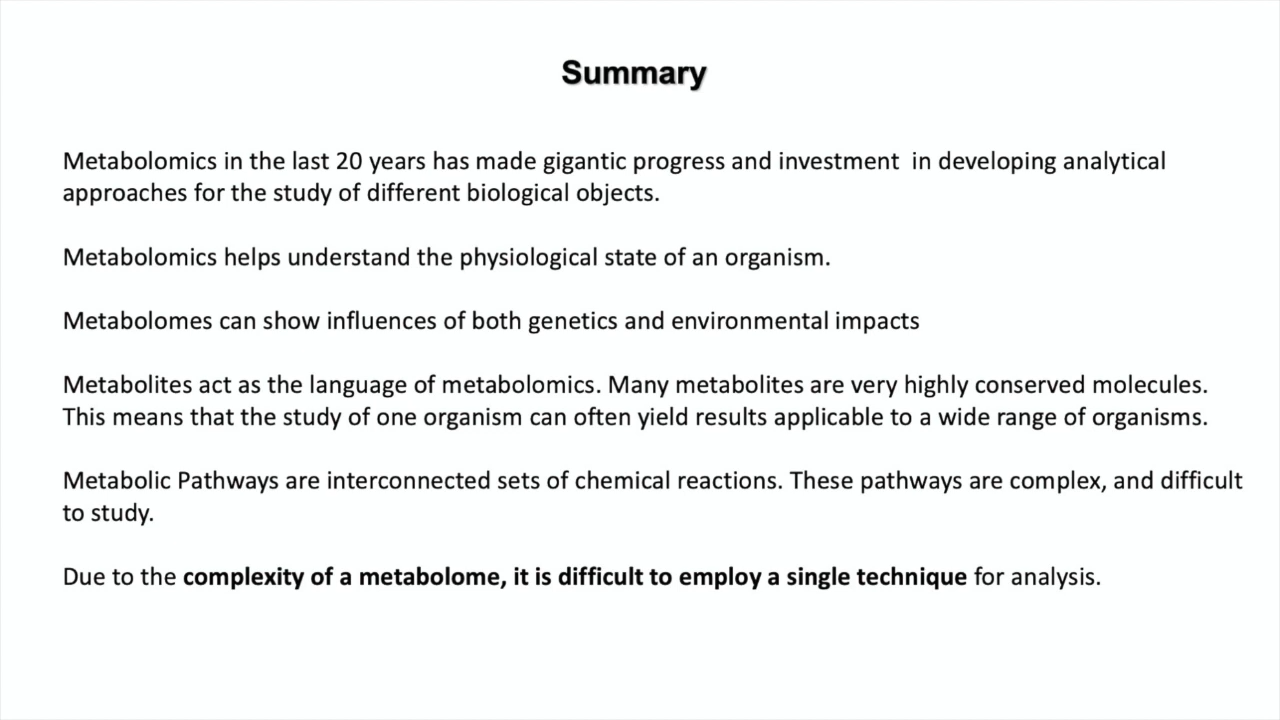 Summary
Metabolomics in the last 20 years has made gigantic progress and investment  in developing analytical
approaches for the study of different biological objects.
Metabolomics helps understand the physiological state of an organism.
Metabolomes can show influences of both genetics and environmental impacts
Metabolites act as the language of metabolomics. Many metabolites are very highly conserved molecules.
This means that the study of one organism can often yield results applicable to a wide range of organisms.
Metabolic Pathways are interconnected sets of chemical reactions. These pathways are complex, and difficult
to study.
Due to the complexity of a metabolome, it is difficult to employ a single technique for analysis.